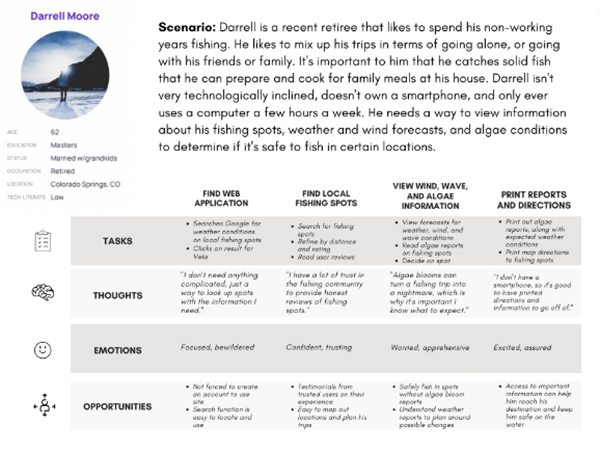 Darrell Moore
AGE 62
EDUCATION Masters
STATUS Married w/grandkids
OCCUPATION Retired
LOCATION Colorado Springs, CO
TECH LITERATE Low
Scenario: Darrell is a recent retiree that likes to spend his non-working
years fishing. He likes to mix up his trips in terms of going alone, or going
with his friends or family. It's important to him that he catches solid fish
that he can prepare and cook for family meals at his house. Darrell isn't
very technologically inclined, doesn't own a smartphone, and only ever
uses a computer a few hours a week. He needs a way to view information
about his fishing spots, weather and wind forecasts, and algae conditions
to determine if it's safe to fish in certain locations.
FIND WEB
APPLICATION
FIND LOCAL
FISHING SPOTS
VIEW WIND, WAVE,
AND ALGAE
INFORMATION
PRINT REPORTS
AND DIRECTIONS
TASKS
• Searches Google for
weather conditions
on local fishing spots
• Clicks on result for
Vela
• Search for fishing
spots
• Refine by distance
and rating
• Read user reviews
• View forecasts for
weather, wind, and
wave conditions
• Read algae reports
on fishing spots
• Decide on spot
• Print out algae
reports, along with
expected weather
conditions
• Print map directions
to fishing spots
THOUGHTS
"I don't need anything
complicated, just a
way to look up spots
with the information I
need."
"I have a lot of trust in
the fishing community
to provide honest
reviews of fishing
spots."
"Algae blooms can
turn a fishing trip into
a nightmare, which is
why it's important I
know what to expect."
"I don't have a
smartphone, so it's good
to have printed
directions and
information to go off of."
EMOTIONS
Focused, bewildered
Confident, trusting
Worried, apprehensive
Excited, assured
OPPORTUNITIES
• Not forced to create
an account to use
site
• Search function is
easy to locate and
use
• Testimonials from
trusted users on their
experience
• Easy to map out
locations and plan his
trips
• Safely fish in spots
without algae bloom
reports
• Understand weather
reports to plan around
possible changes
• Access to important
information can help
him reach his
destination and keep
him safe on the
water